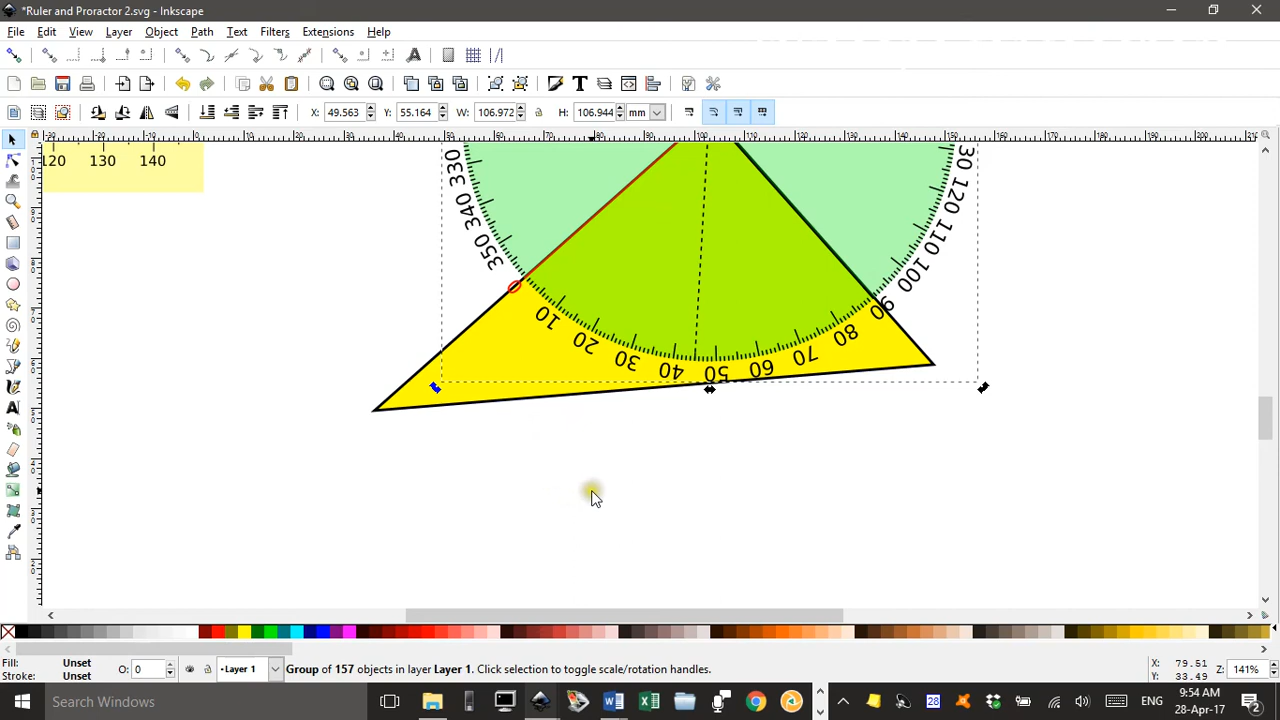 *Ruler and Proractor 2.svg - Inkscape
File Edit View Layer Object Path Text Filters Extensions Help
X: 49.563 Y: 55.164 W: 106.972 H: 106.944 mm
120 130 140
330 340 350
10 20 30 40 50 60 70 80 90
100 110 120 30
Fill: Unset
Stroke: Unset
O: 0
•Layer 1
Group of 157 objects in layer Layer 1. Click selection to toggle scale/rotation handles.
X: 79.51
Y: 33.49
Z: 141%
Search Windows
28
ENG
9:54 AM
28-Apr-17
2